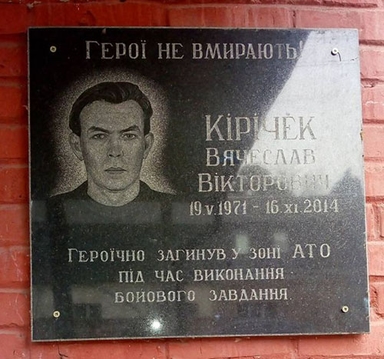 ГЕРОЇ НЕ ВМИРАЮТЬ!
КІРІЧЕК
ВЯЧЕСЛАВ
ВІКТОРОВИЧ
19.V.1971 - 16.XI.2014
ГЕРОЇЧНО ЗАГИНУВ У ЗОНІ АТО
ПІД ЧАС ВИКОНАННЯ
БОЙОВОГО ЗАВДАННЯ